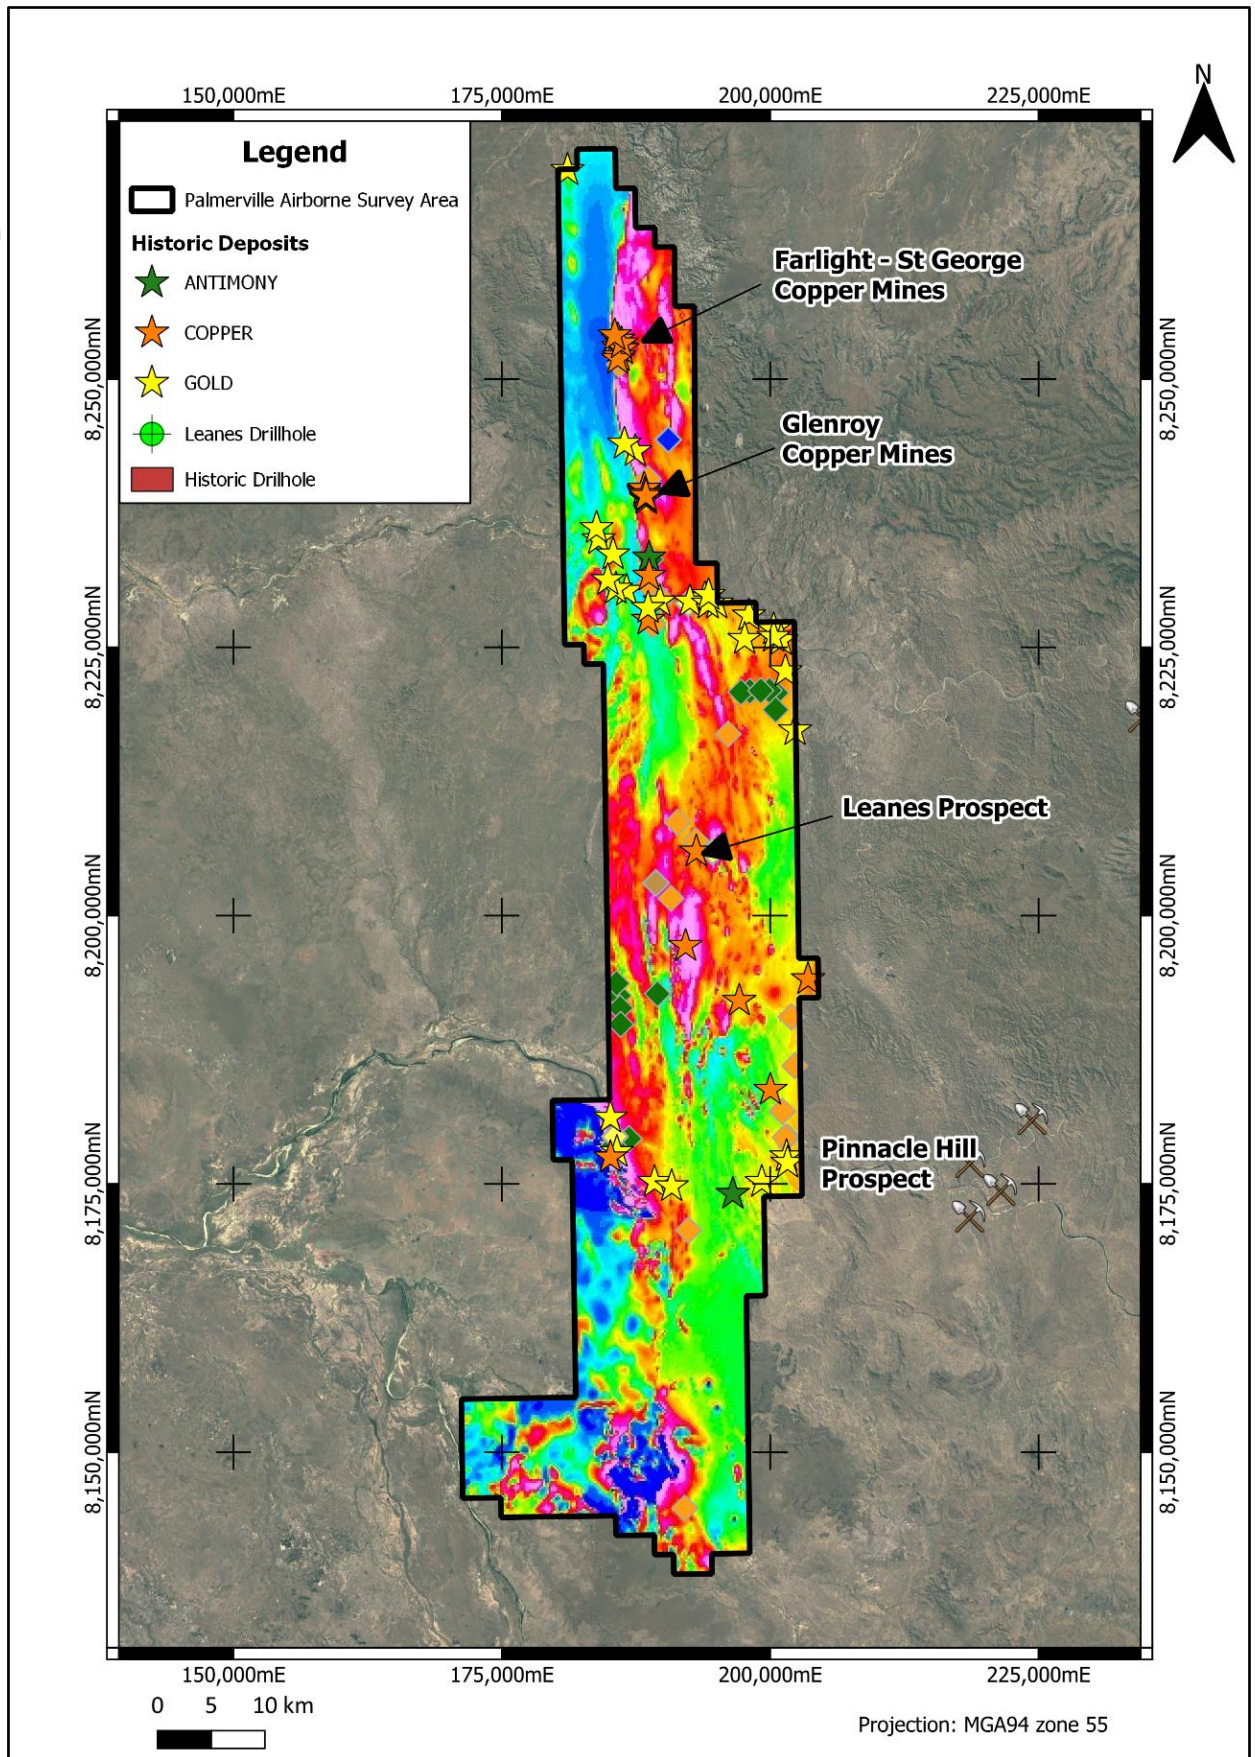 N
150,000mE
175,000mE
200,000mE
225,000mE
Legend
Palmerville Airborne Survey Area
Historic Deposits
ANTIMONY
COPPER
GOLD
Leanes Drillhole
Historic Drilhole
Farlight - St George
Copper Mines
Glenroy
Copper Mines
Leanes Prospect
Pinnacle Hill
Prospect
8,250,000mN
8,225,000mN
8,200,000mN
8,175,000mN
8,150,000mN
8,250,000mN
8,225,000mN
8,200,000mN
8,175,000mN
8,150,000mN
150,000mE
175,000mE
200,000mE
225,000mE
0 5 10 km
Projection: MGA94 zone 55